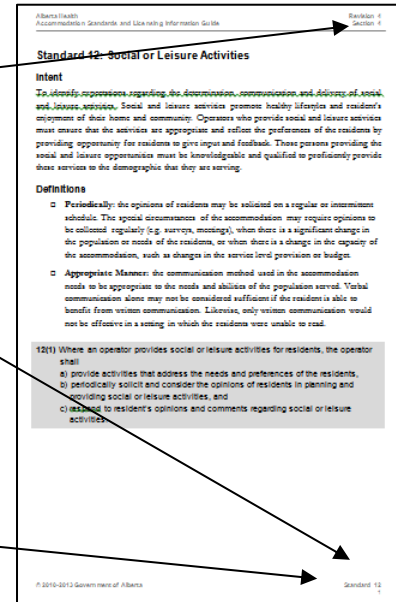 Alberta Health
Revision 4
Accommodation Standards and Licensing Information Guide
Section 4
Standard 12: Social or Leisure Activities
Intent
To identify expectations regarding the determination, communication and delivery of social
and leisure activities. Social and leisure activities promote healthy lifestyles and resident's
enjoyment of their home and community. Operators who provide social and leisure activities
must ensure that the activities are appropriate and reflect the preferences of the residents by
providing opportunity for residents to give input and feedback. Those persons providing the
social and leisure opportunities must be knowledgeable and qualified to proficiently provide
these services to the demographic that they are serving.
Definitions
Periodically: the opinions of residents may be solicited on a regular or intermittent
schedule. The special circumstances of the accommodation may require opinions to
be collected regularly (e.g. surveys, meetings), when there is a significant change in
the population or needs of the residents, or when there is a change in the capacity of
the accommodation, such as changes in the service level provision or budget.
Appropriate Manner: the communication method used in the accommodation
needs to be appropriate to the needs and abilities of the population served. Verbal
communication alone may not be considered sufficient if the resident is able to
benefit from written communication. Likewise, only written communication would
not be effective in a setting in which the residents were unable to read.
12(1) Where an operator provides social or leisure activities for residents, the operator
shall
a) provide activities that address the needs and preferences of the residents,
b) periodically solicit and consider the opinions of residents in planning and
providing social or leisure activities, and
c) respond to resident's opinions and comments regarding social or leisure
activities.
© 2010-2013 Government of Alberta
Standard 12
1